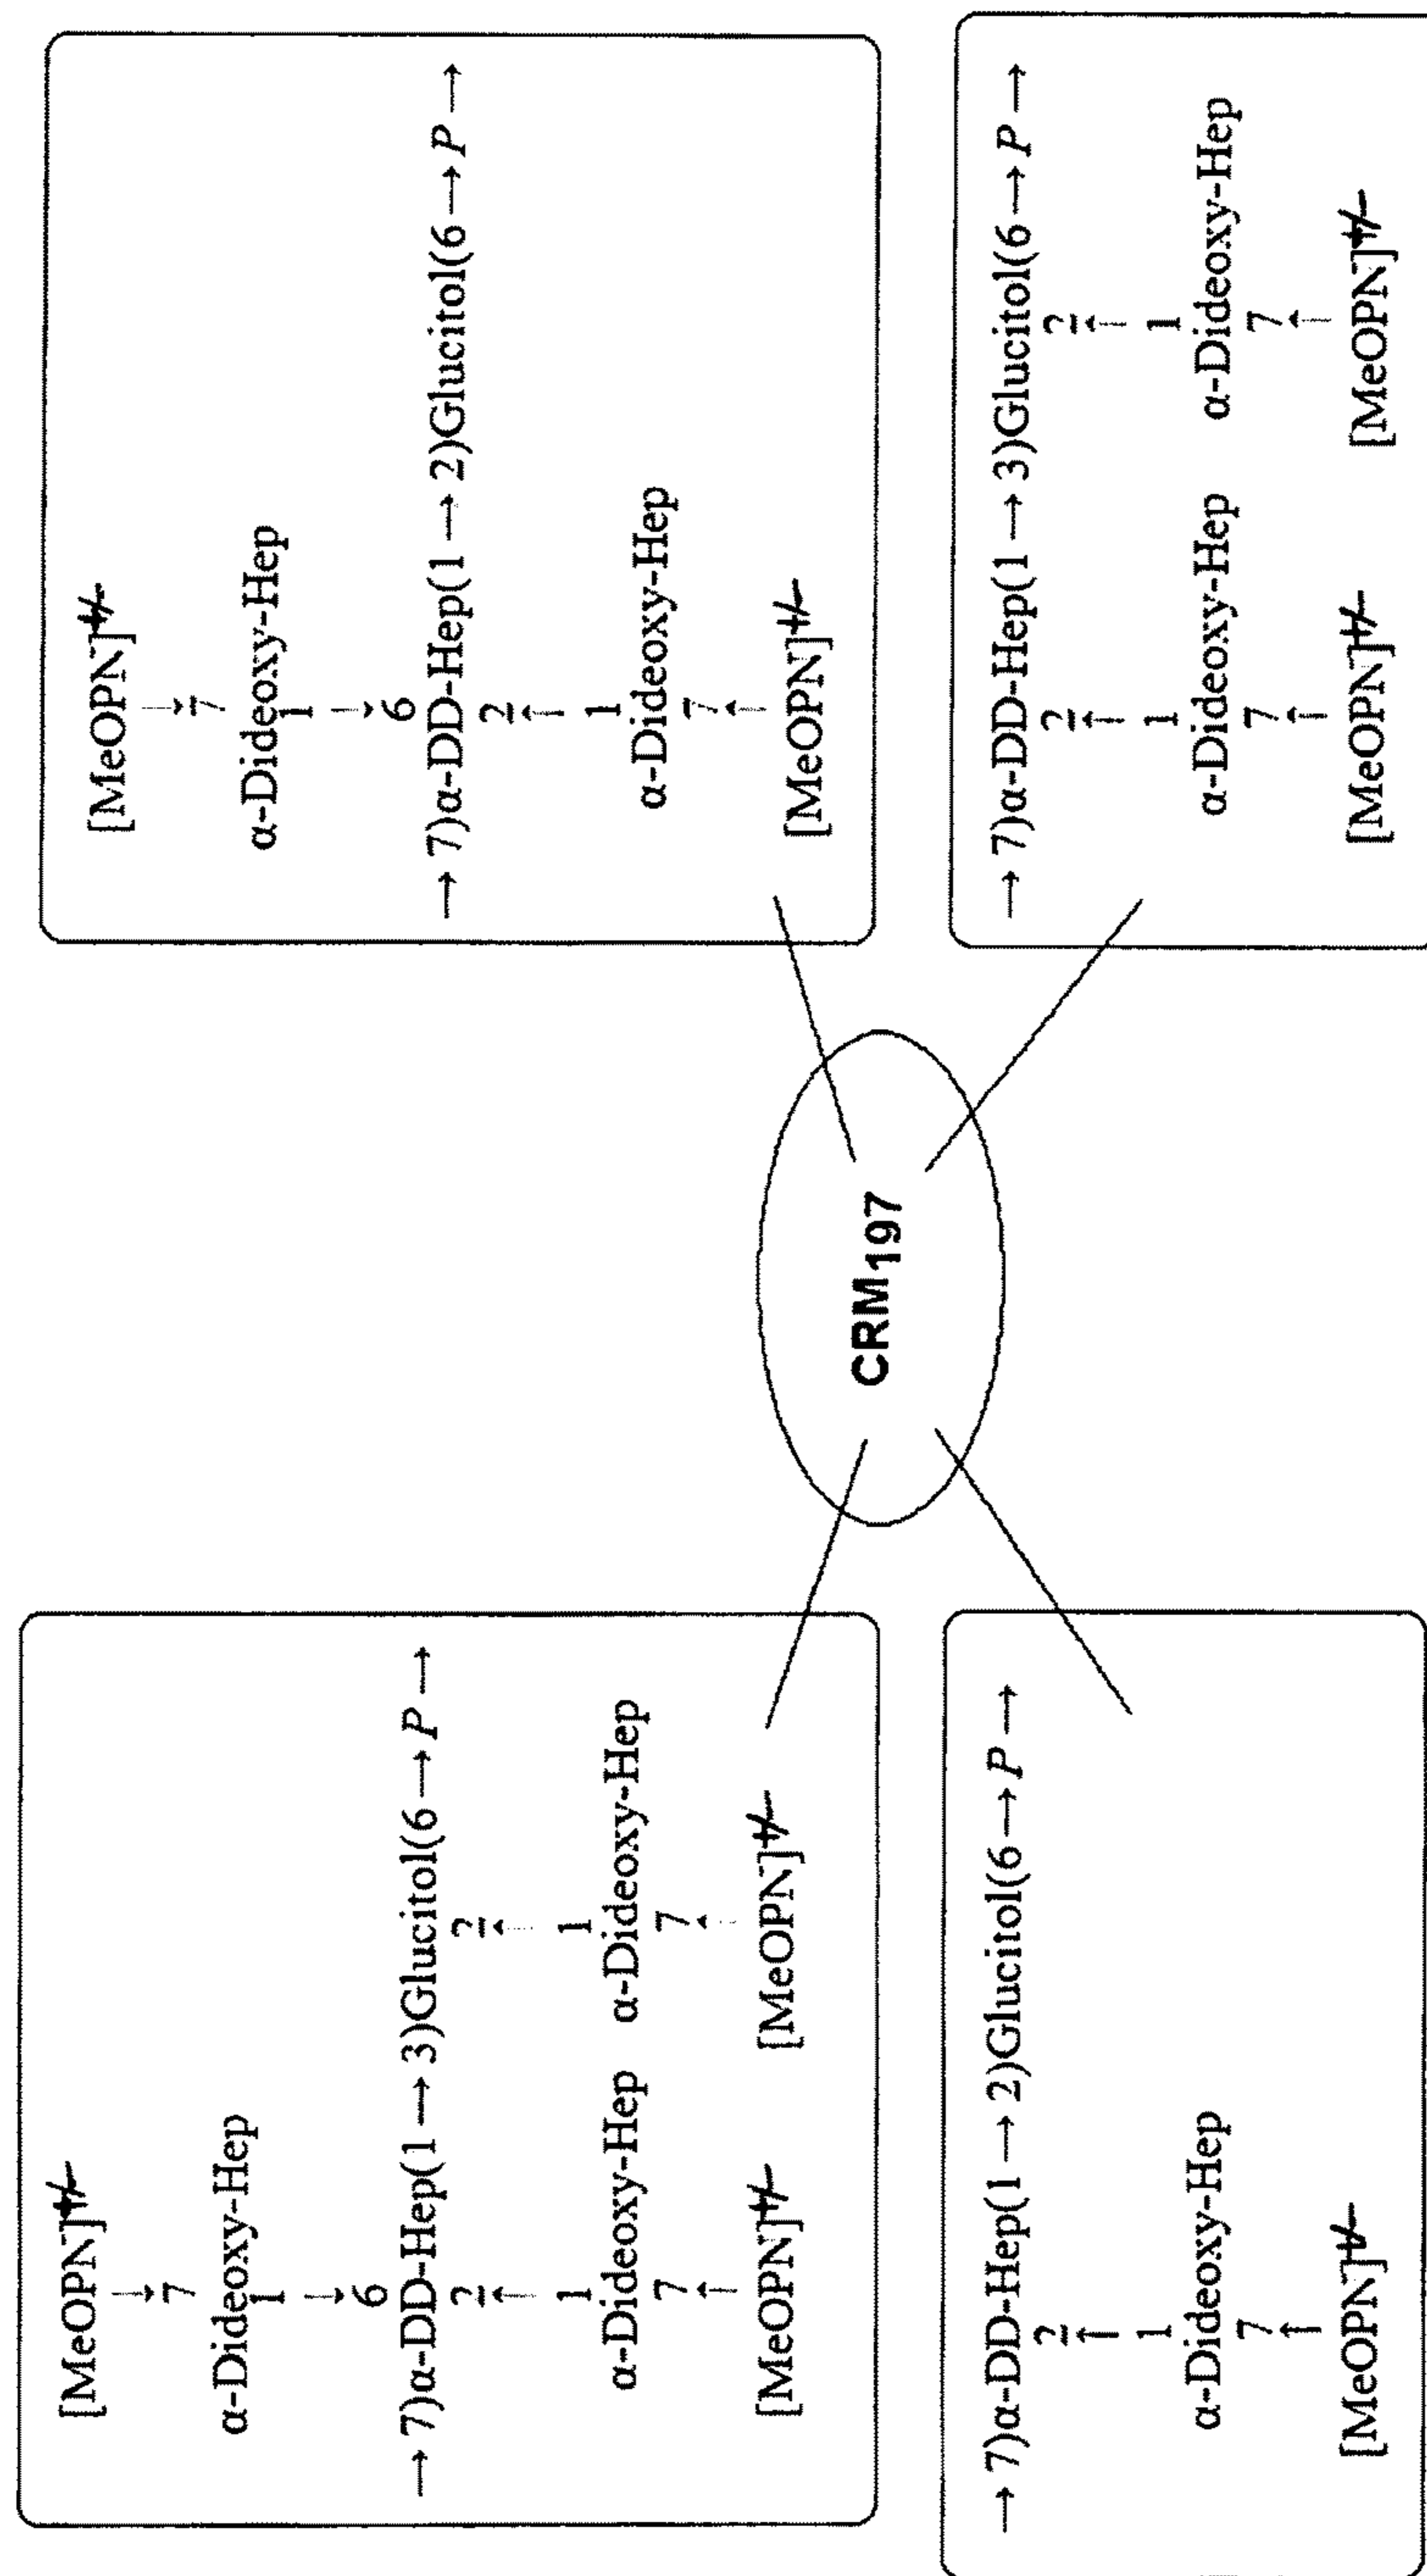 [MeOPN]+/-
↓
7
α-Dideoxy-Hep
1
↓
6
→ 7)α-DD-Hep(1 → 3)Glucitol(6 → P →
2 2
↑ ↑
1 1
α-Dideoxy-Hep α-Dideoxy-Hep
7 7
↑ ↑
[MeOPN]+/- [MeOPN]+/-
[MeOPN]+/-
↓
7
α-Dideoxy-Hep
1
↓
6
→ 7)α-DD-Hep(1 → 2)Glucitol(6 → P →
2
↑
1
α-Dideoxy-Hep
7
↑
[MeOPN]+/-
CRM197
→ 7)α-DD-Hep(1 → 2)Glucitol(6 → P →
2
↑
1
α-Dideoxy-Hep
7
↑
[MeOPN]+/-
→ 7)α-DD-Hep(1 → 3)Glucitol(6 → P →
2 2
↑ ↑
1 1
α-Dideoxy-Hep α-Dideoxy-Hep
7 7
↑ ↑
[MeOPN]+/- [MeOPN]+/-